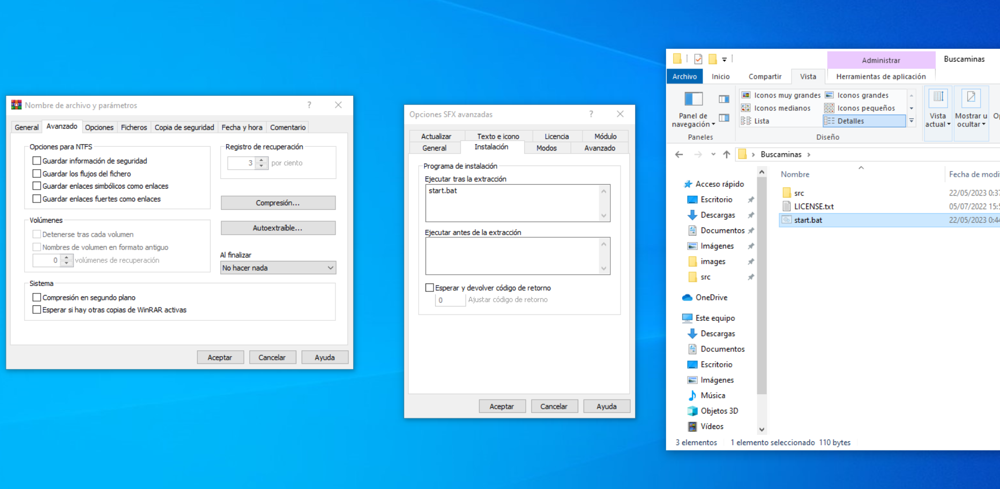 Nombre de archivo y parámetros
General Avanzado Opciones Ficheros Copia de seguridad Fecha y hora Comentario
Opciones para NTFS
Guardar información de seguridad
Guardar los flujos del fichero
Guardar enlaces simbólicos como enlaces
Guardar enlaces fuertes como enlaces
Registro de recuperación
3 por ciento
Compresión...
Autoextraíble...
Volúmenes
Detenerse tras cada volumen
Nombres de volumen en formato antiguo
0 volúmenes de recuperación
Al finalizar
No hacer nada
Sistema
Compresión en segundo plano
Esperar si hay otras copias de WinRAR activas
Aceptar Cancelar Ayuda
Opciones SFX avanzadas
Actualizar Texto e icono Licencia Módulo
General Instalación Modos Avanzado
Programa de instalación
Ejecutar tras la extracción
start.bat
Ejecutar antes de la extracción
Esperar y devolver código de retorno
0 Ajustar código de retorno
Aceptar Cancelar Ayuda
Administrar Buscaminas
Archivo Inicio Compartir Vista Herramientas de aplicación
Panel de navegación
Iconos muy grandes Iconos grandes
Iconos medianos Iconos pequeños
Lista Detalles
Vista actual
Mostrar u ocultar
Paneles Diseño
Buscaminas
Nombre Fecha de modi
Acceso rápido
Escritorio
Descargas
Documentos
Imágenes
images
src
OneDrive
Este equipo
Descargas
Documentos
Escritorio
Imágenes
Música
Objetos 3D
Vídeos
src 22/05/2023 0:37
LICENSE.txt 05/07/2022 15:5
start.bat 22/05/2023 0:44
3 elementos 1 elemento seleccionado 110 bytes